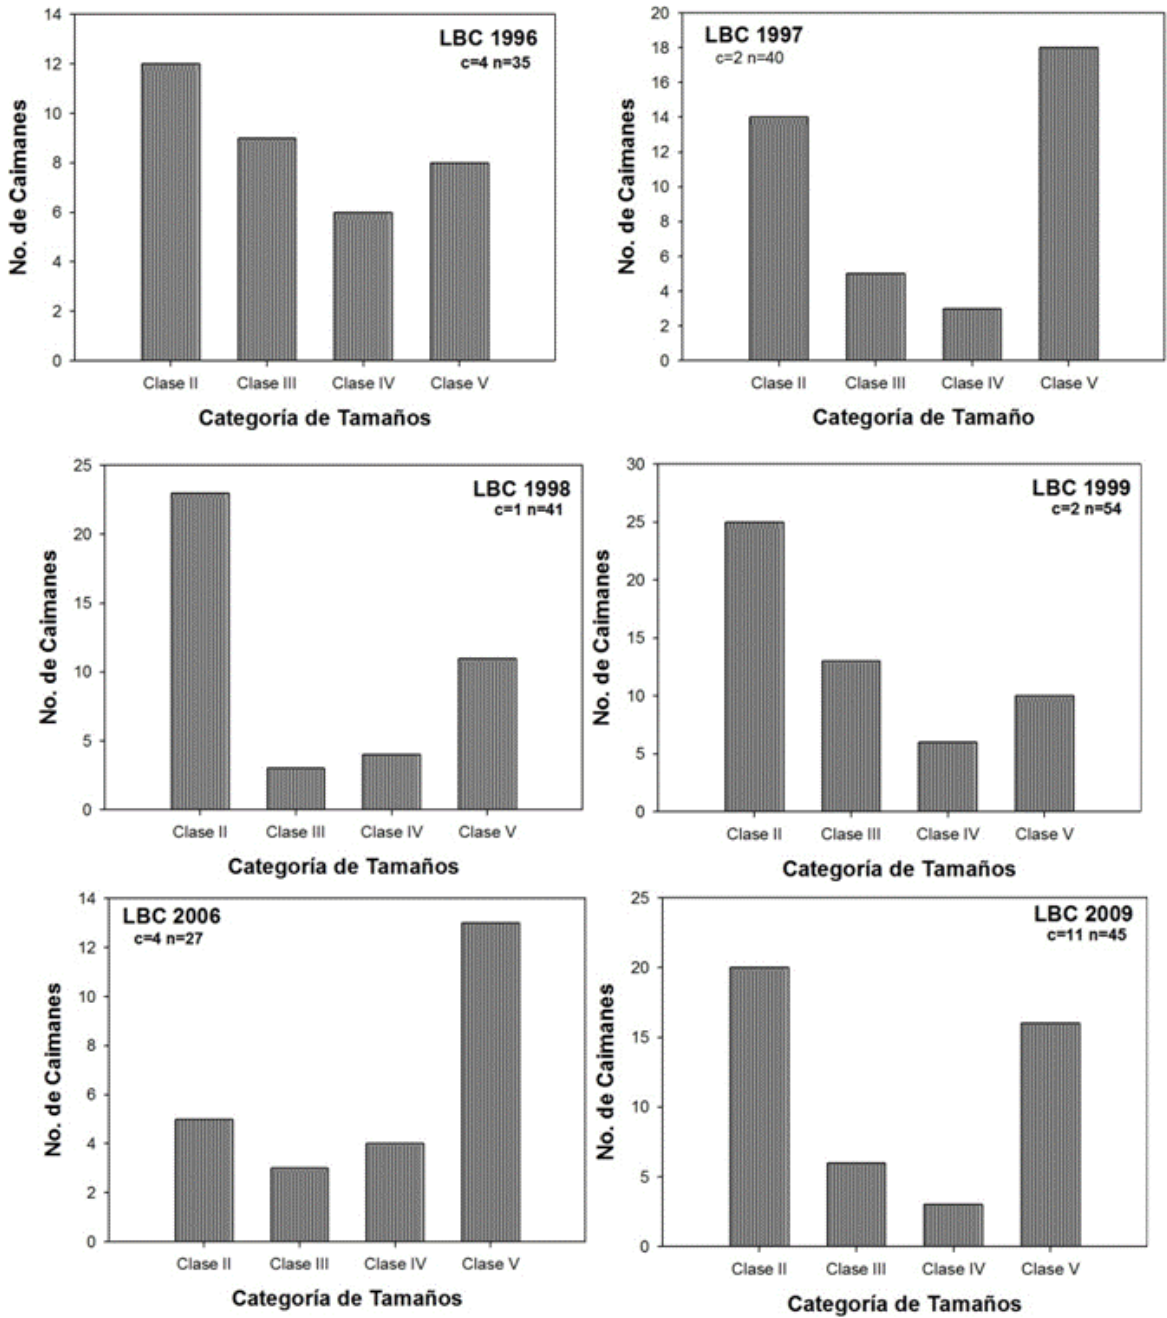 LBC 1996
c=4 n=35
No. de Caimanes
14
12
10
8
6
4
2
0
Clase II Clase III Clase IV Clase V
Categoría de Tamaños
LBC 1997
c=2 n=40
No. de Caimanes
20
18
16
14
12
10
8
6
4
2
0
Clase II Clase III Clase IV Clase V
Categoría de Tamaño
LBC 1998
c=1 n=41
No. de Caimanes
25
20
15
10
5
0
Clase II Clase III Clase IV Clase V
Categoría de Tamaños
LBC 1999
c=2 n=54
No. de Caimanes
30
25
20
15
10
5
0
Clase II Clase III Clase IV Clase V
Categoría de Tamaños
LBC 2006
c=4 n=27
No. de Caimanes
14
12
10
8
6
4
2
0
Clase II Clase III Clase IV Clase V
Categoría de Tamaños
LBC 2009
c=11 n=45
No. de Caimanes
25
20
15
10
5
0
Clase II Clase III Clase IV Clase V
Categoría de Tamaños